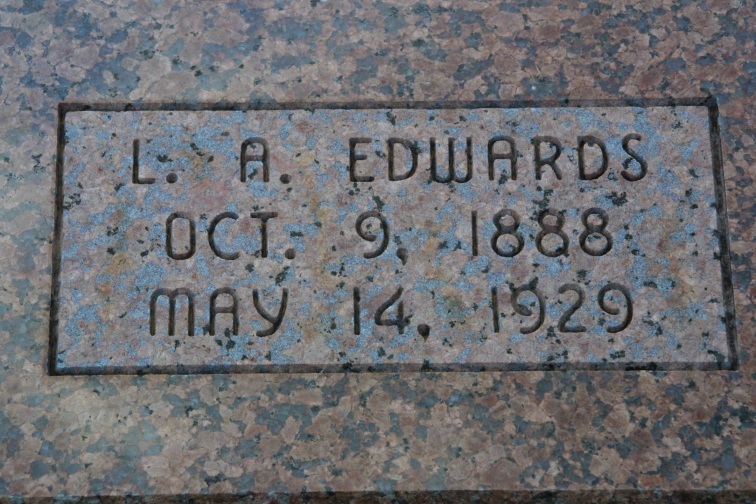 L. A. EDWARDS
OCT. 9, 1888
MAY 14, 1929